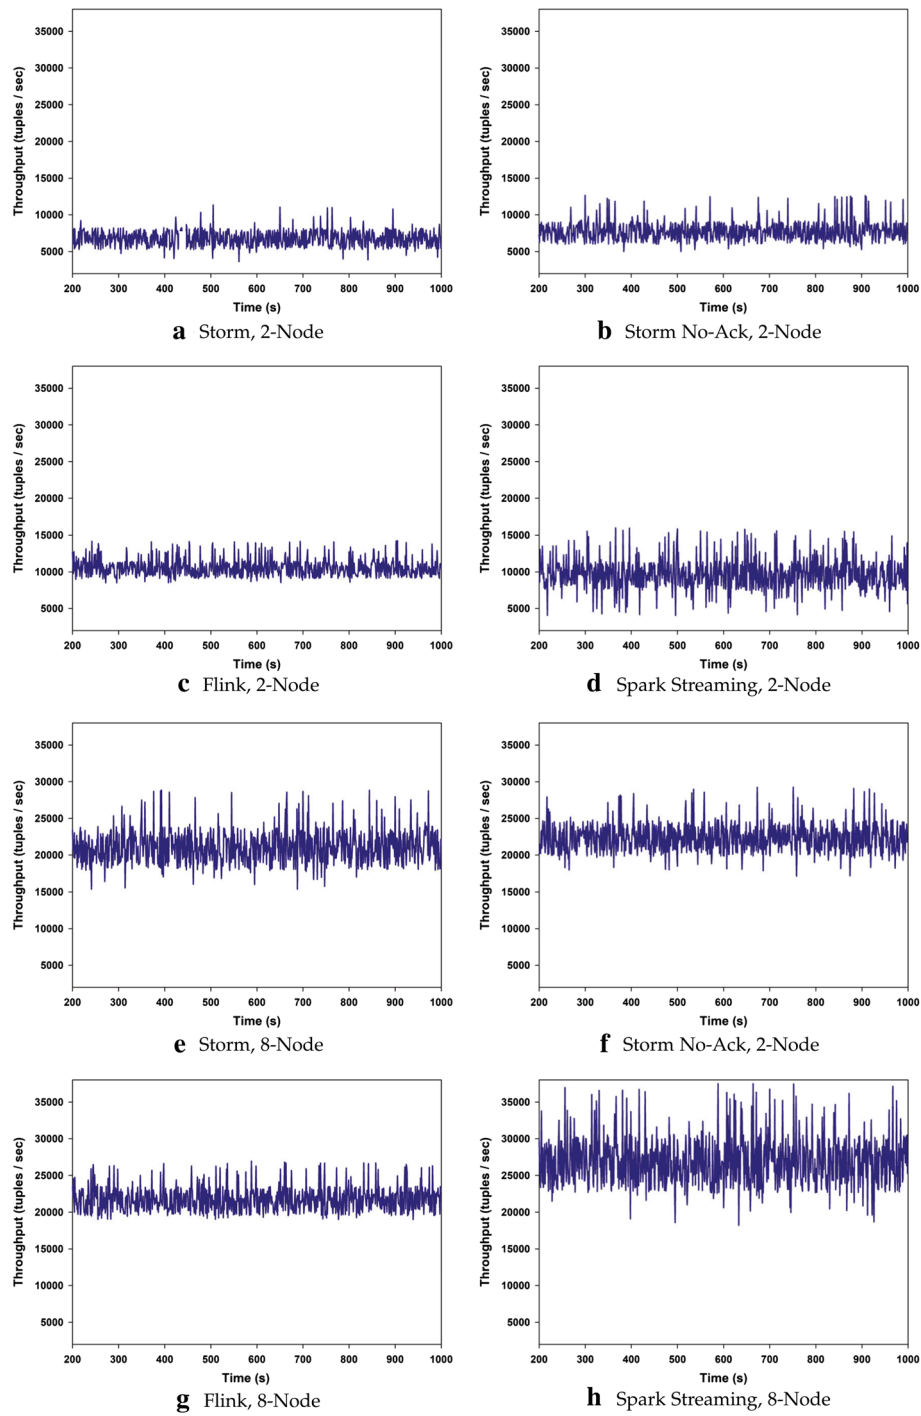 Throughput (tuples / sec)
35000
30000
25000
20000
15000
10000
5000
200 300 400 500 600 700 800 900 1000
Time (s)
a Storm, 2-Node
Throughput (tuples / sec)
35000
30000
25000
20000
15000
10000
5000
200 300 400 500 600 700 800 900 1000
Time (s)
b Storm No-Ack, 2-Node
Throughput (tuples / sec)
35000
30000
25000
20000
15000
10000
5000
200 300 400 500 600 700 800 900 1000
Time (s)
c Flink, 2-Node
Throughput (tuples / sec)
35000
30000
25000
20000
15000
10000
5000
200 300 400 500 600 700 800 900 1000
Time (s)
d Spark Streaming, 2-Node
Throughput (tuples / sec)
35000
30000
25000
20000
15000
10000
5000
200 300 400 500 600 700 800 900 1000
Time (s)
e Storm, 8-Node
Throughput (tuples / sec)
35000
30000
25000
20000
15000
10000
5000
200 300 400 500 600 700 800 900 1000
Time (s)
f Storm No-Ack, 2-Node
Throughput (tuples / sec)
35000
30000
25000
20000
15000
10000
5000
200 300 400 500 600 700 800 900 1000
Time (s)
g Flink, 8-Node
Throughput (tuples / sec)
35000
30000
25000
20000
15000
10000
5000
200 300 400 500 600 700 800 900 1000
Time (s)
h Spark Streaming, 8-Node